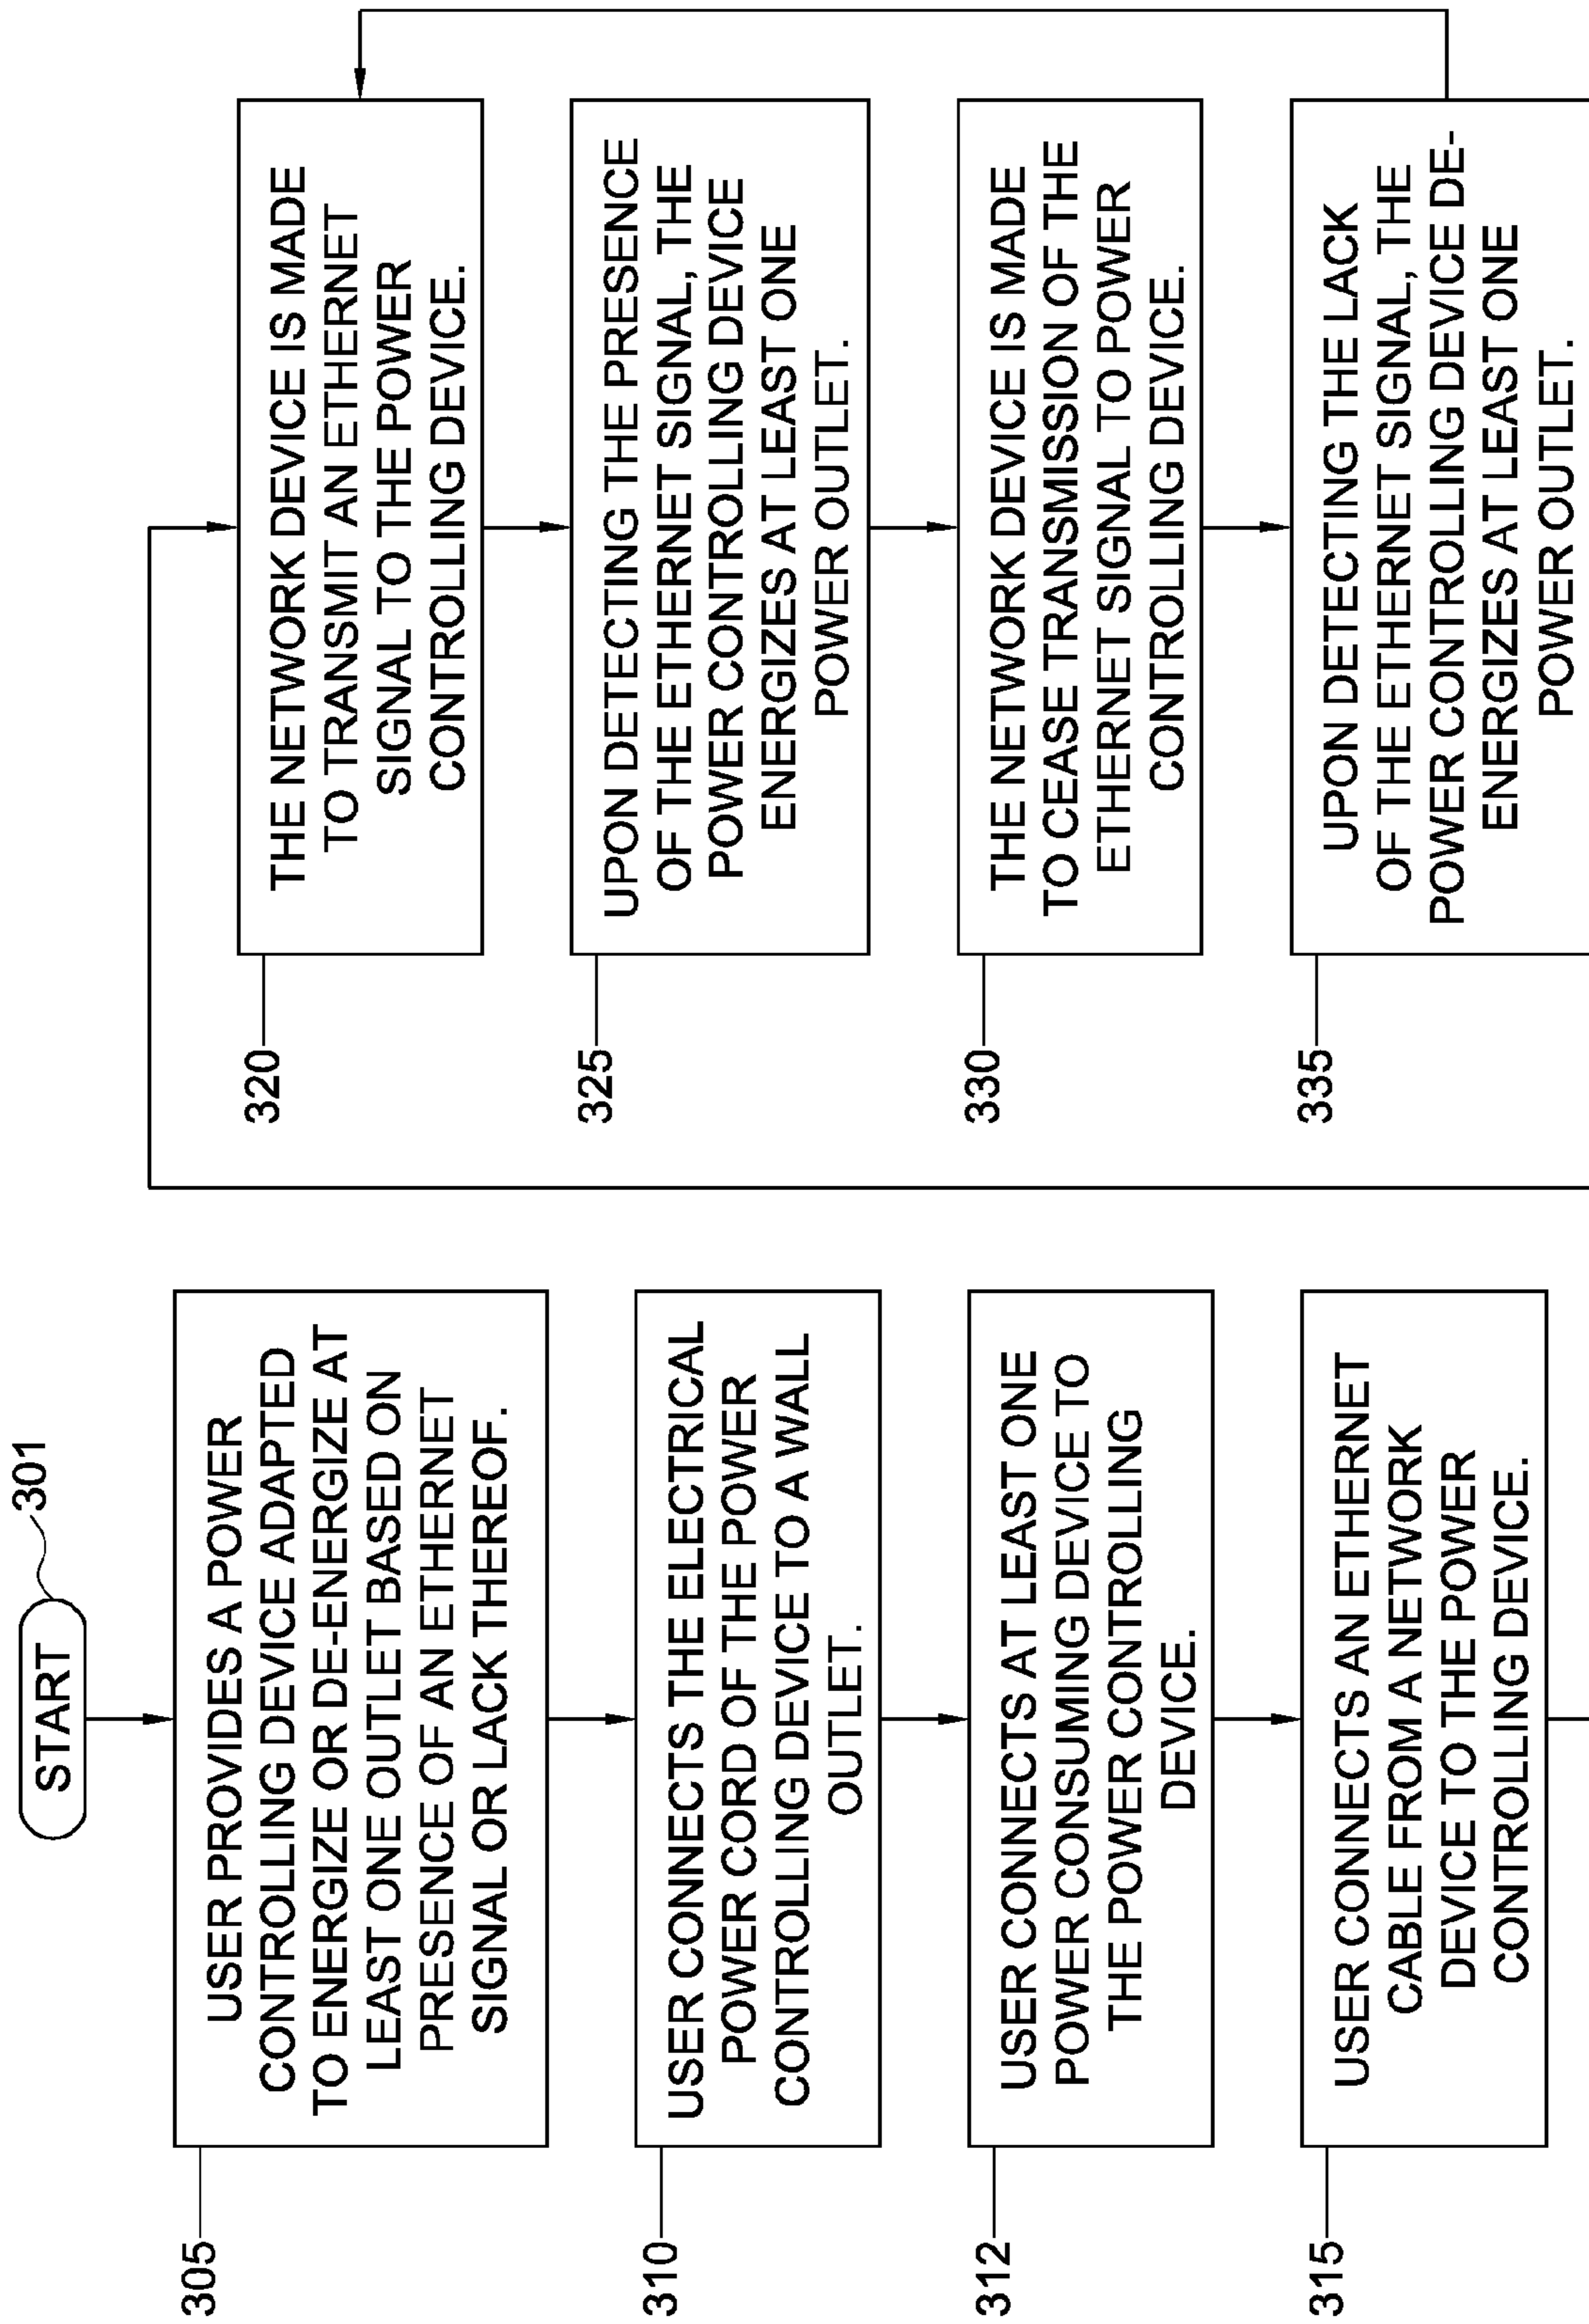 START
301
305
USER PROVIDES A POWER
CONTROLLING DEVICE ADAPTED
TO ENERGIZE OR DE-ENERGIZE AT
LEAST ONE OUTLET BASED ON
PRESENCE OF AN ETHERNET
SIGNAL OR LACK THEREOF.
310
USER CONNECTS THE ELECTRICAL
POWER CORD OF THE POWER
CONTROLLING DEVICE TO A WALL
OUTLET.
312
USER CONNECTS AT LEAST ONE
POWER CONSUMING DEVICE TO
THE POWER CONTROLLING
DEVICE.
315
USER CONNECTS AN ETHERNET
CABLE FROM A NETWORK
DEVICE TO THE POWER
CONTROLLING DEVICE.
320
THE NETWORK DEVICE IS MADE
TO TRANSMIT AN ETHERNET
SIGNAL TO THE POWER
CONTROLLING DEVICE.
325
UPON DETECTING THE PRESENCE
OF THE ETHERNET SIGNAL, THE
POWER CONTROLLING DEVICE
ENERGIZES AT LEAST ONE
POWER OUTLET.
330
THE NETWORK DEVICE IS MADE
TO CEASE TRANSMISSION OF THE
ETHERNET SIGNAL TO POWER
CONTROLLING DEVICE.
335
UPON DETECTING THE LACK
OF THE ETHERNET SIGNAL, THE
POWER CONTROLLING DEVICE DE-
ENERGIZES AT LEAST ONE
POWER OUTLET.